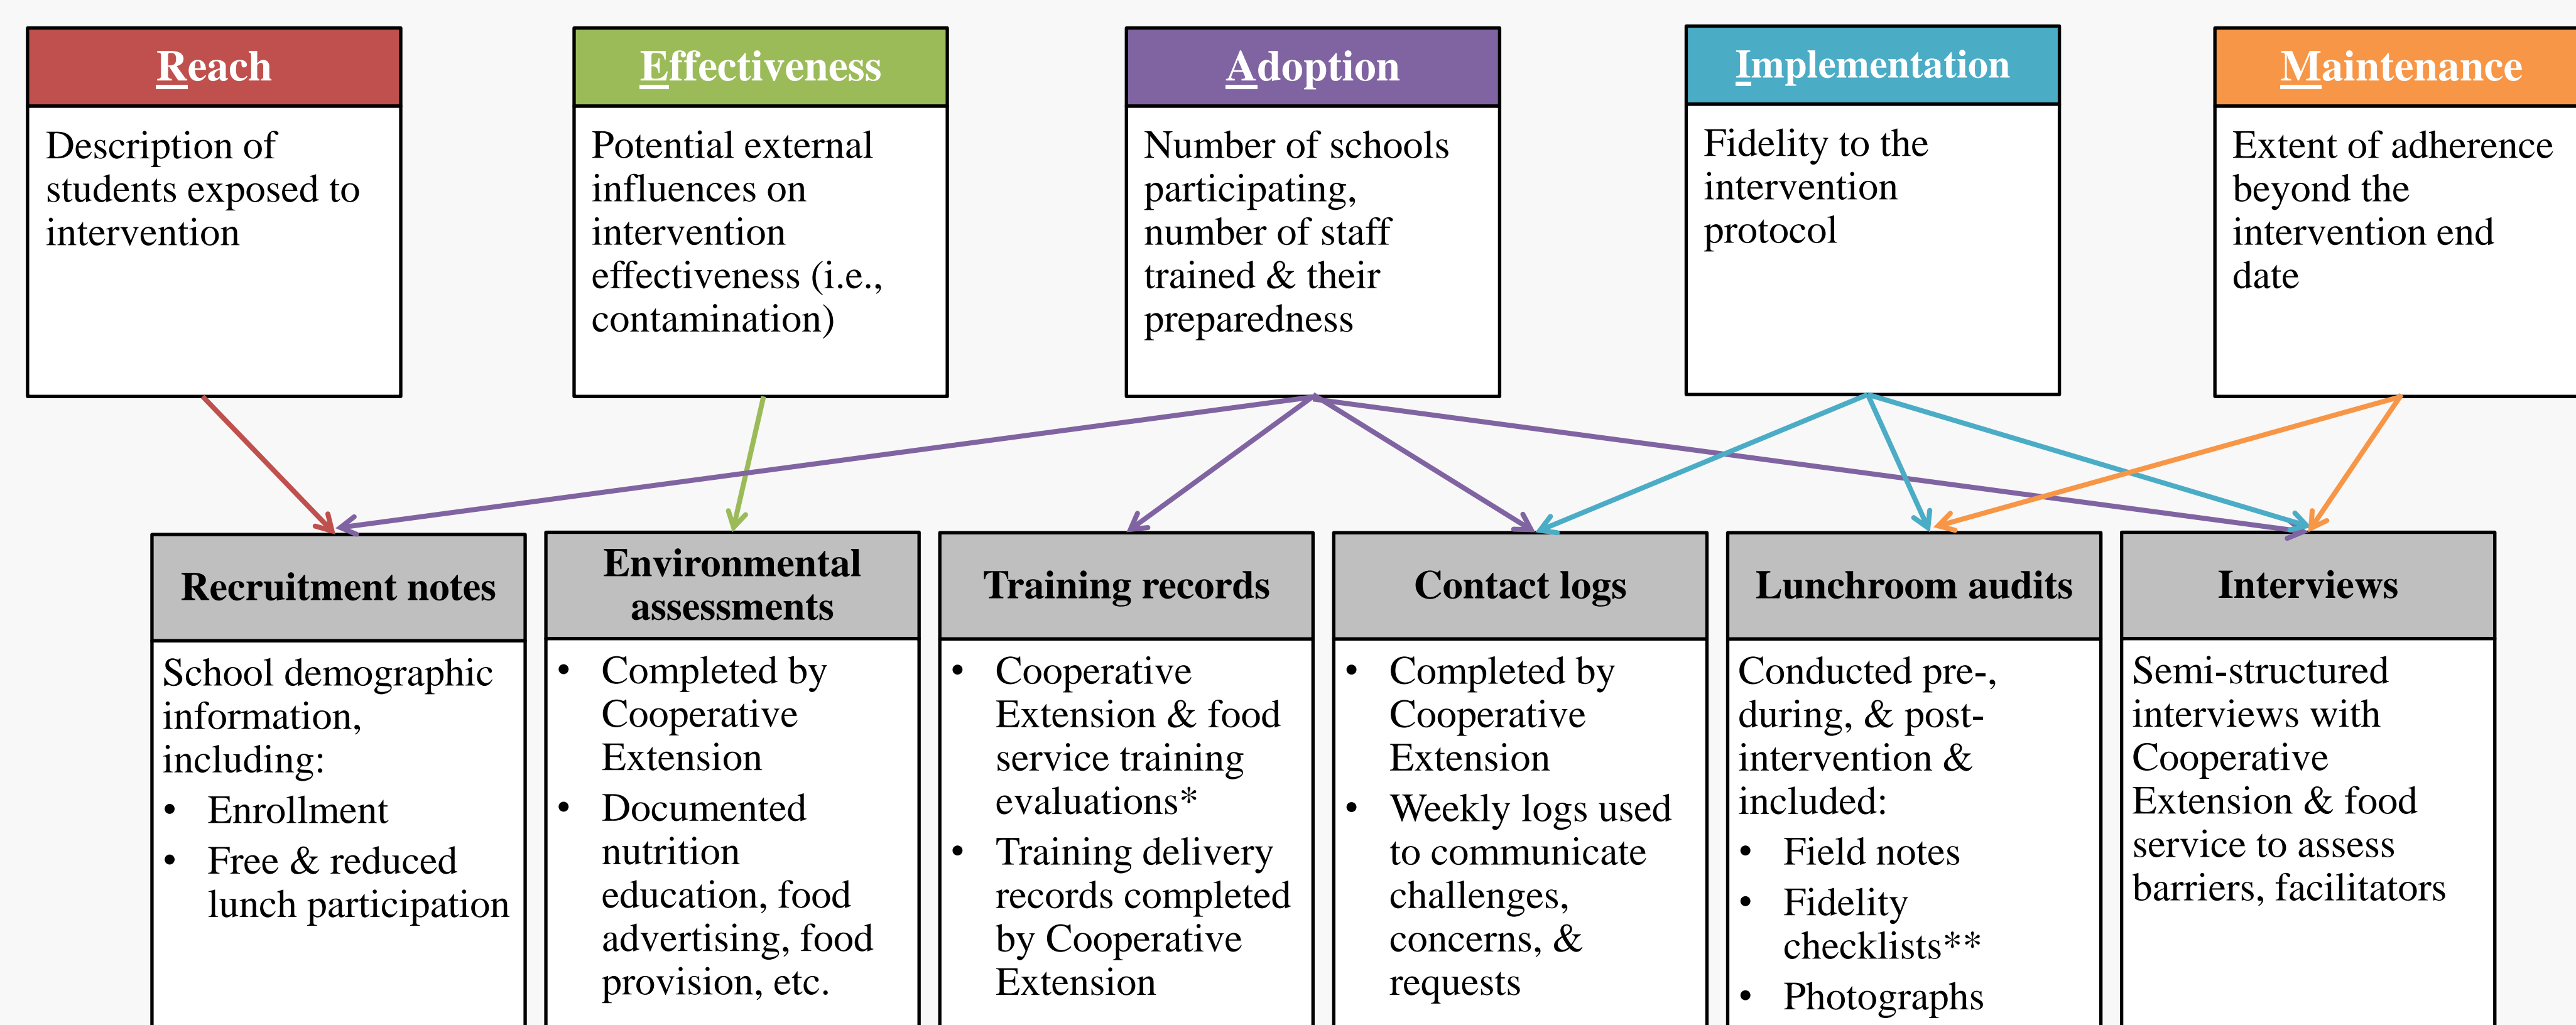 Reach
Description of
students exposed to
intervention
Effectiveness
Potential external
influences on
intervention
effectiveness (i.e.,
contamination)
Adoption
Number of schools
participating,
number of staff
trained & their
preparedness
Implementation
Fidelity to the
intervention
protocol
Maintenance
Extent of adherence
beyond the
intervention end
date
Recruitment notes
School demographic
information,
including:
• Enrollment
• Free & reduced
lunch participation
Environmental
assessments
• Completed by
Cooperative
Extension
• Documented
nutrition
education, food
advertising, food
provision, etc.
Training records
• Cooperative
Extension & food
service training
evaluations*
• Training delivery
records completed
by Cooperative
Extension
Contact logs
• Completed by
Cooperative
Extension
• Weekly logs used
to communicate
challenges,
concerns, &
requests
Lunchroom audits
Conducted pre-,
during, & post-
intervention &
included:
• Field notes
• Fidelity
checklists**
• Photographs
Interviews
Semi-structured
interviews with
Cooperative
Extension & food
service to assess
barriers, facilitators